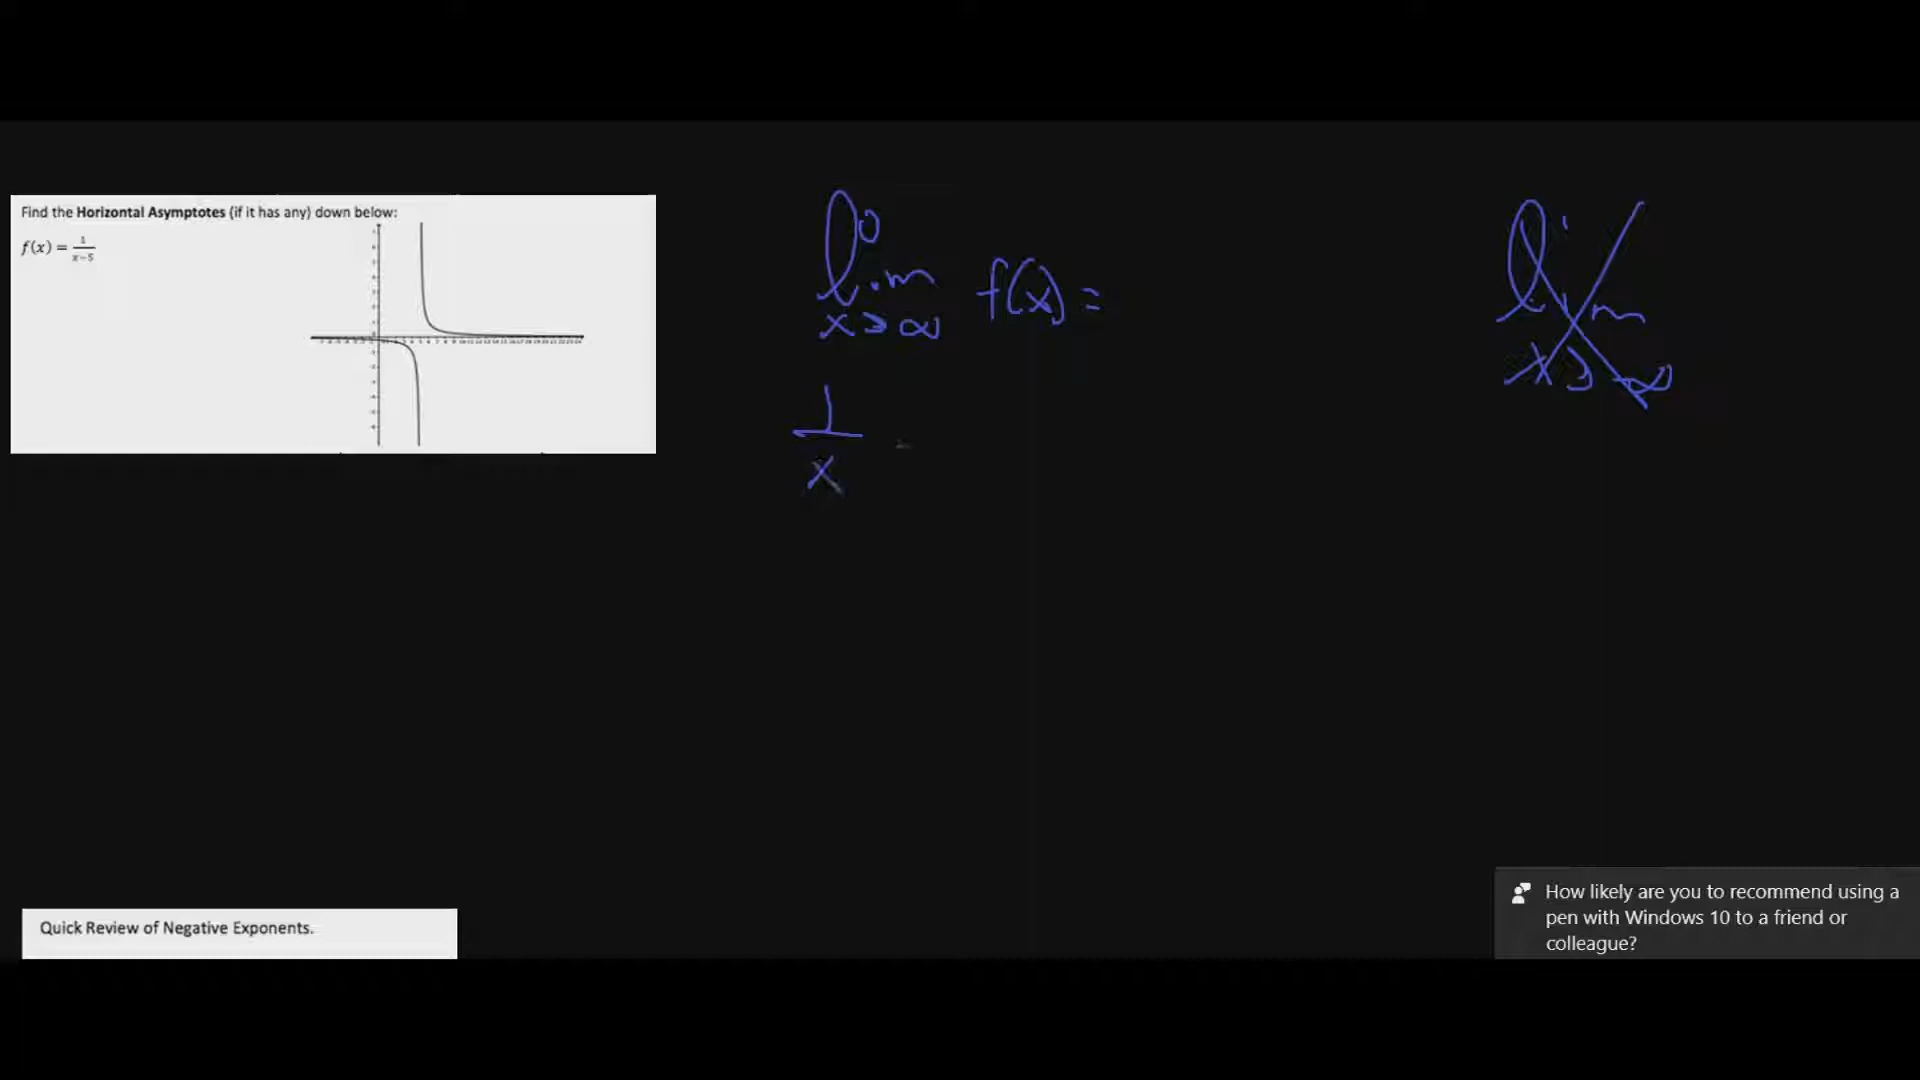 Find the Horizontal Asymptotes (if it has any) down below:
f(x) = 1/(x−5)
lim x→∞ f(x) =
lim x→-∞
1/x
Quick Review of Negative Exponents.
How likely are you to recommend using a
pen with Windows 10 to a friend or
colleague?